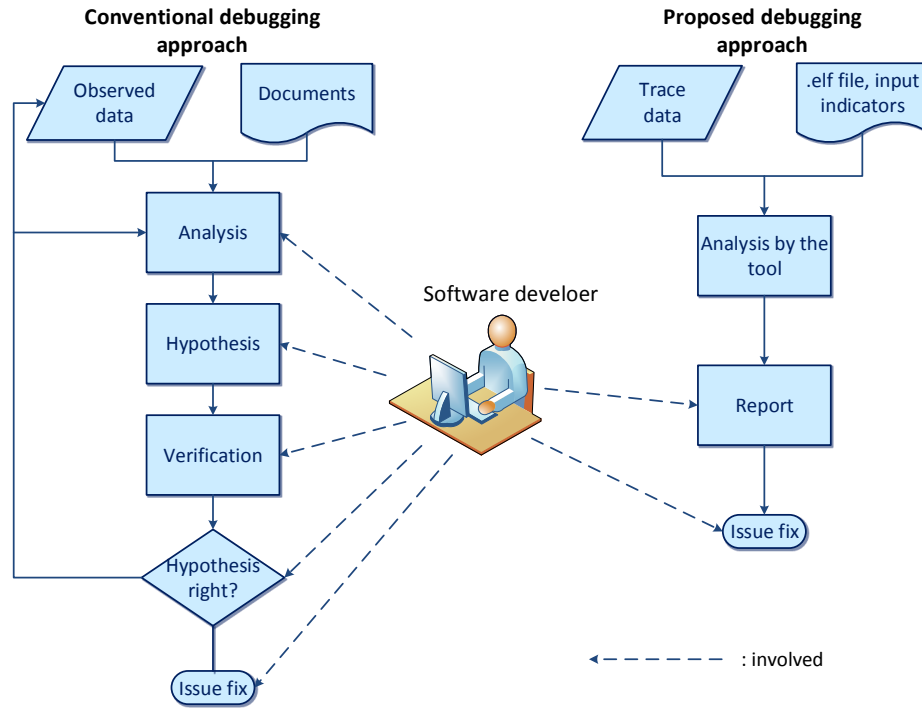 Conventional debugging
approach
Proposed debugging
approach
Observed
data
Documents
Trace
data
.elf file, input
indicators
Analysis
Analysis by the
tool
Software develoer
Hypothesis
Report
Verification
Issue fix
Hypothesis
right?
: involved
Issue fix